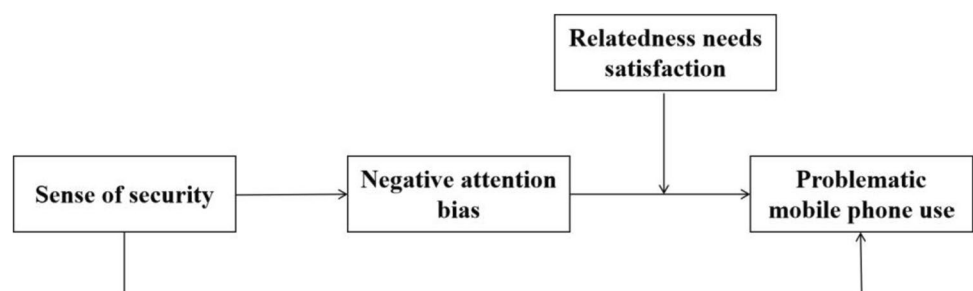 Relatedness needs
satisfaction
Sense of security
Negative attention
bias
Problematic
mobile phone use